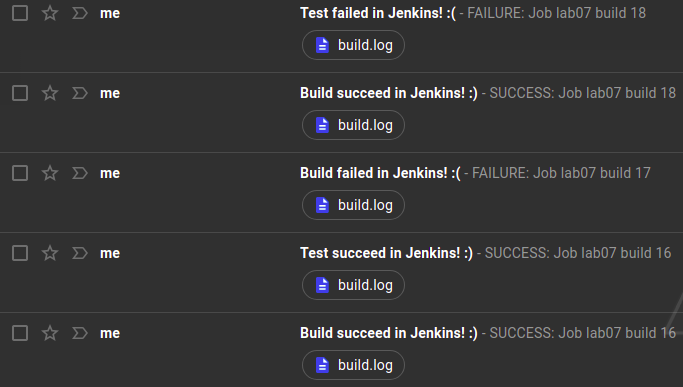 me Test failed in Jenkins! :( - FAILURE: Job lab07 build 18
build.log
me Build succeed in Jenkins! :) - SUCCESS: Job lab07 build 18
build.log
me Build failed in Jenkins! :( - FAILURE: Job lab07 build 17
build.log
me Test succeed in Jenkins! :) - SUCCESS: Job lab07 build 16
build.log
me Build succeed in Jenkins! :) - SUCCESS: Job lab07 build 16
build.log